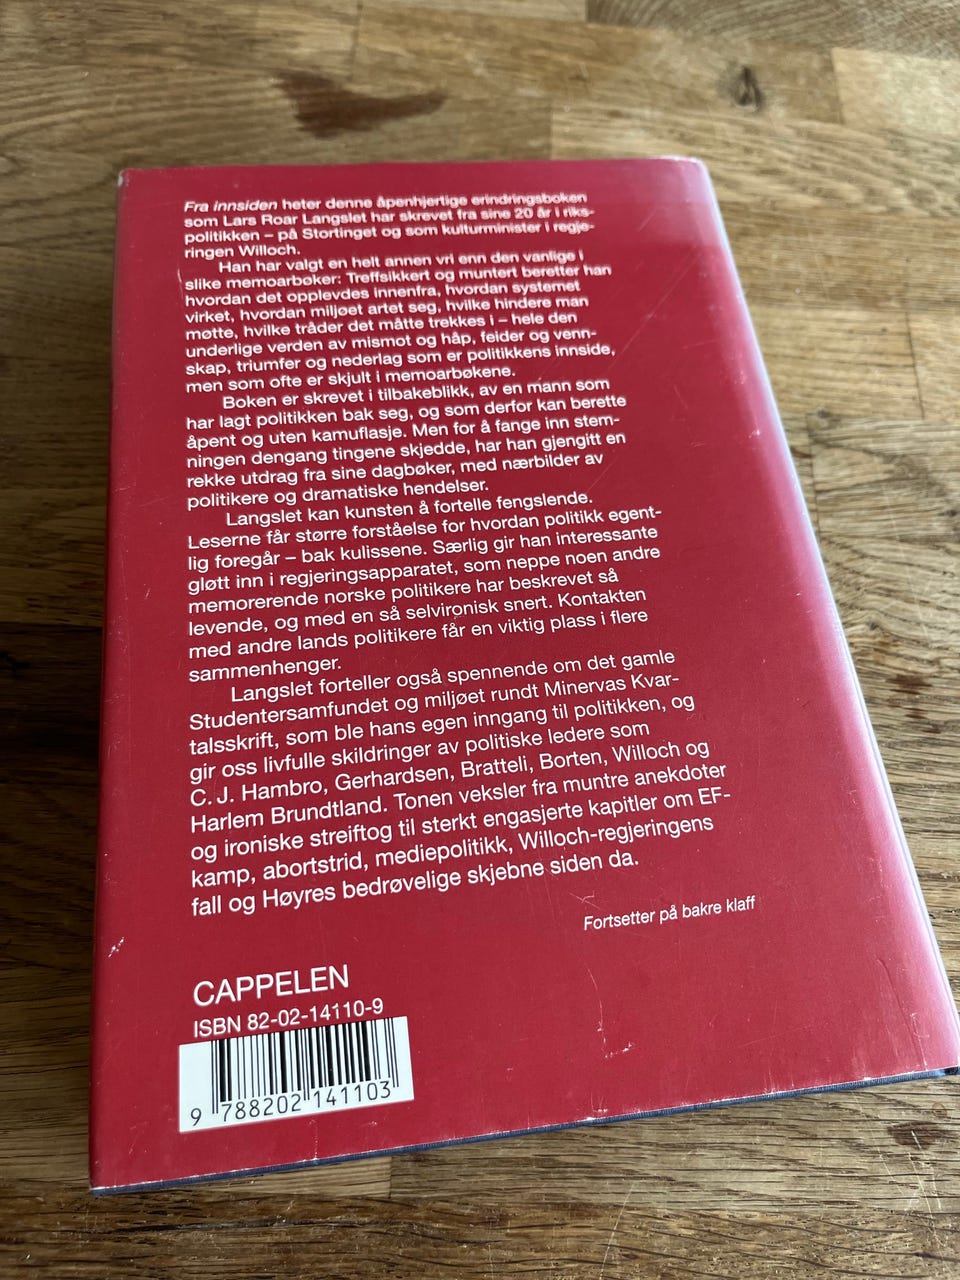 Fra innsiden heter denne åpenhjertige erindringsboken
som Lars Roar Langslet har skrevet fra sine 20 år i riks-
politikken – på Stortinget og som kulturminister i regje-
ringen Willoch.
Han har valgt en helt annen vri enn den vanlige i
slike memoarbøker: Treffsikkert og muntert beretter han
hvordan det opplevdes innenfra, hvordan systemet
virket, hvordan miljøet artet seg, hvilke hindere man
møtte, hvilke tråder det måtte trekkes i – hele den
underlige verden av mismot og håp, feider og venn-
skap, triumfer og nederlag som er politikkens innside,
men som ofte er skjult i memoarbøkene.
Boken er skrevet i tilbakeblikk, av en mann som
har lagt politikken bak seg, og som derfor kan berette
åpent og uten kamuflasje. Men for å fange inn stem-
ningen dengang tingene skjedde, har han gjengitt en
rekke utdrag fra sine dagbøker, med nærbilder av
politikere og dramatiske hendelser.
Langslet kan kunsten å fortelle fengslende.
Leserne får større forståelse for hvordan politikk egent-
lig foregår – bak kulissene. Særlig gir han interessante
gløtt inn i regjeringsapparatet, som neppe noen andre
memorerende norske politikere har beskrevet så
levende, og med en så selvironisk snert. Kontakten
med andre lands politikere får en viktig plass i flere
sammenhenger.
Langslet forteller også spennende om det gamle
Studentersamfundet og miljøet rundt Minervas Kvar-
talsskrift, som ble hans egen inngang til politikken, og
gir oss livfulle skildringer av politiske ledere som
C. J. Hambro, Gerhardsen, Bratteli, Borten, Willoch og
Harlem Brundtland. Tonen veksler fra muntre anekdoter
og ironiske streiftog til sterkt engasjerte kapitler om EF-
kamp, abortstrid, mediepolitikk, Willoch-regjeringens
fall og Høyres bedrøvelige skjebne siden da.
Fortsetter på bakre klaff
CAPPELEN
ISBN 82-02-14110-9
9 788202 141103